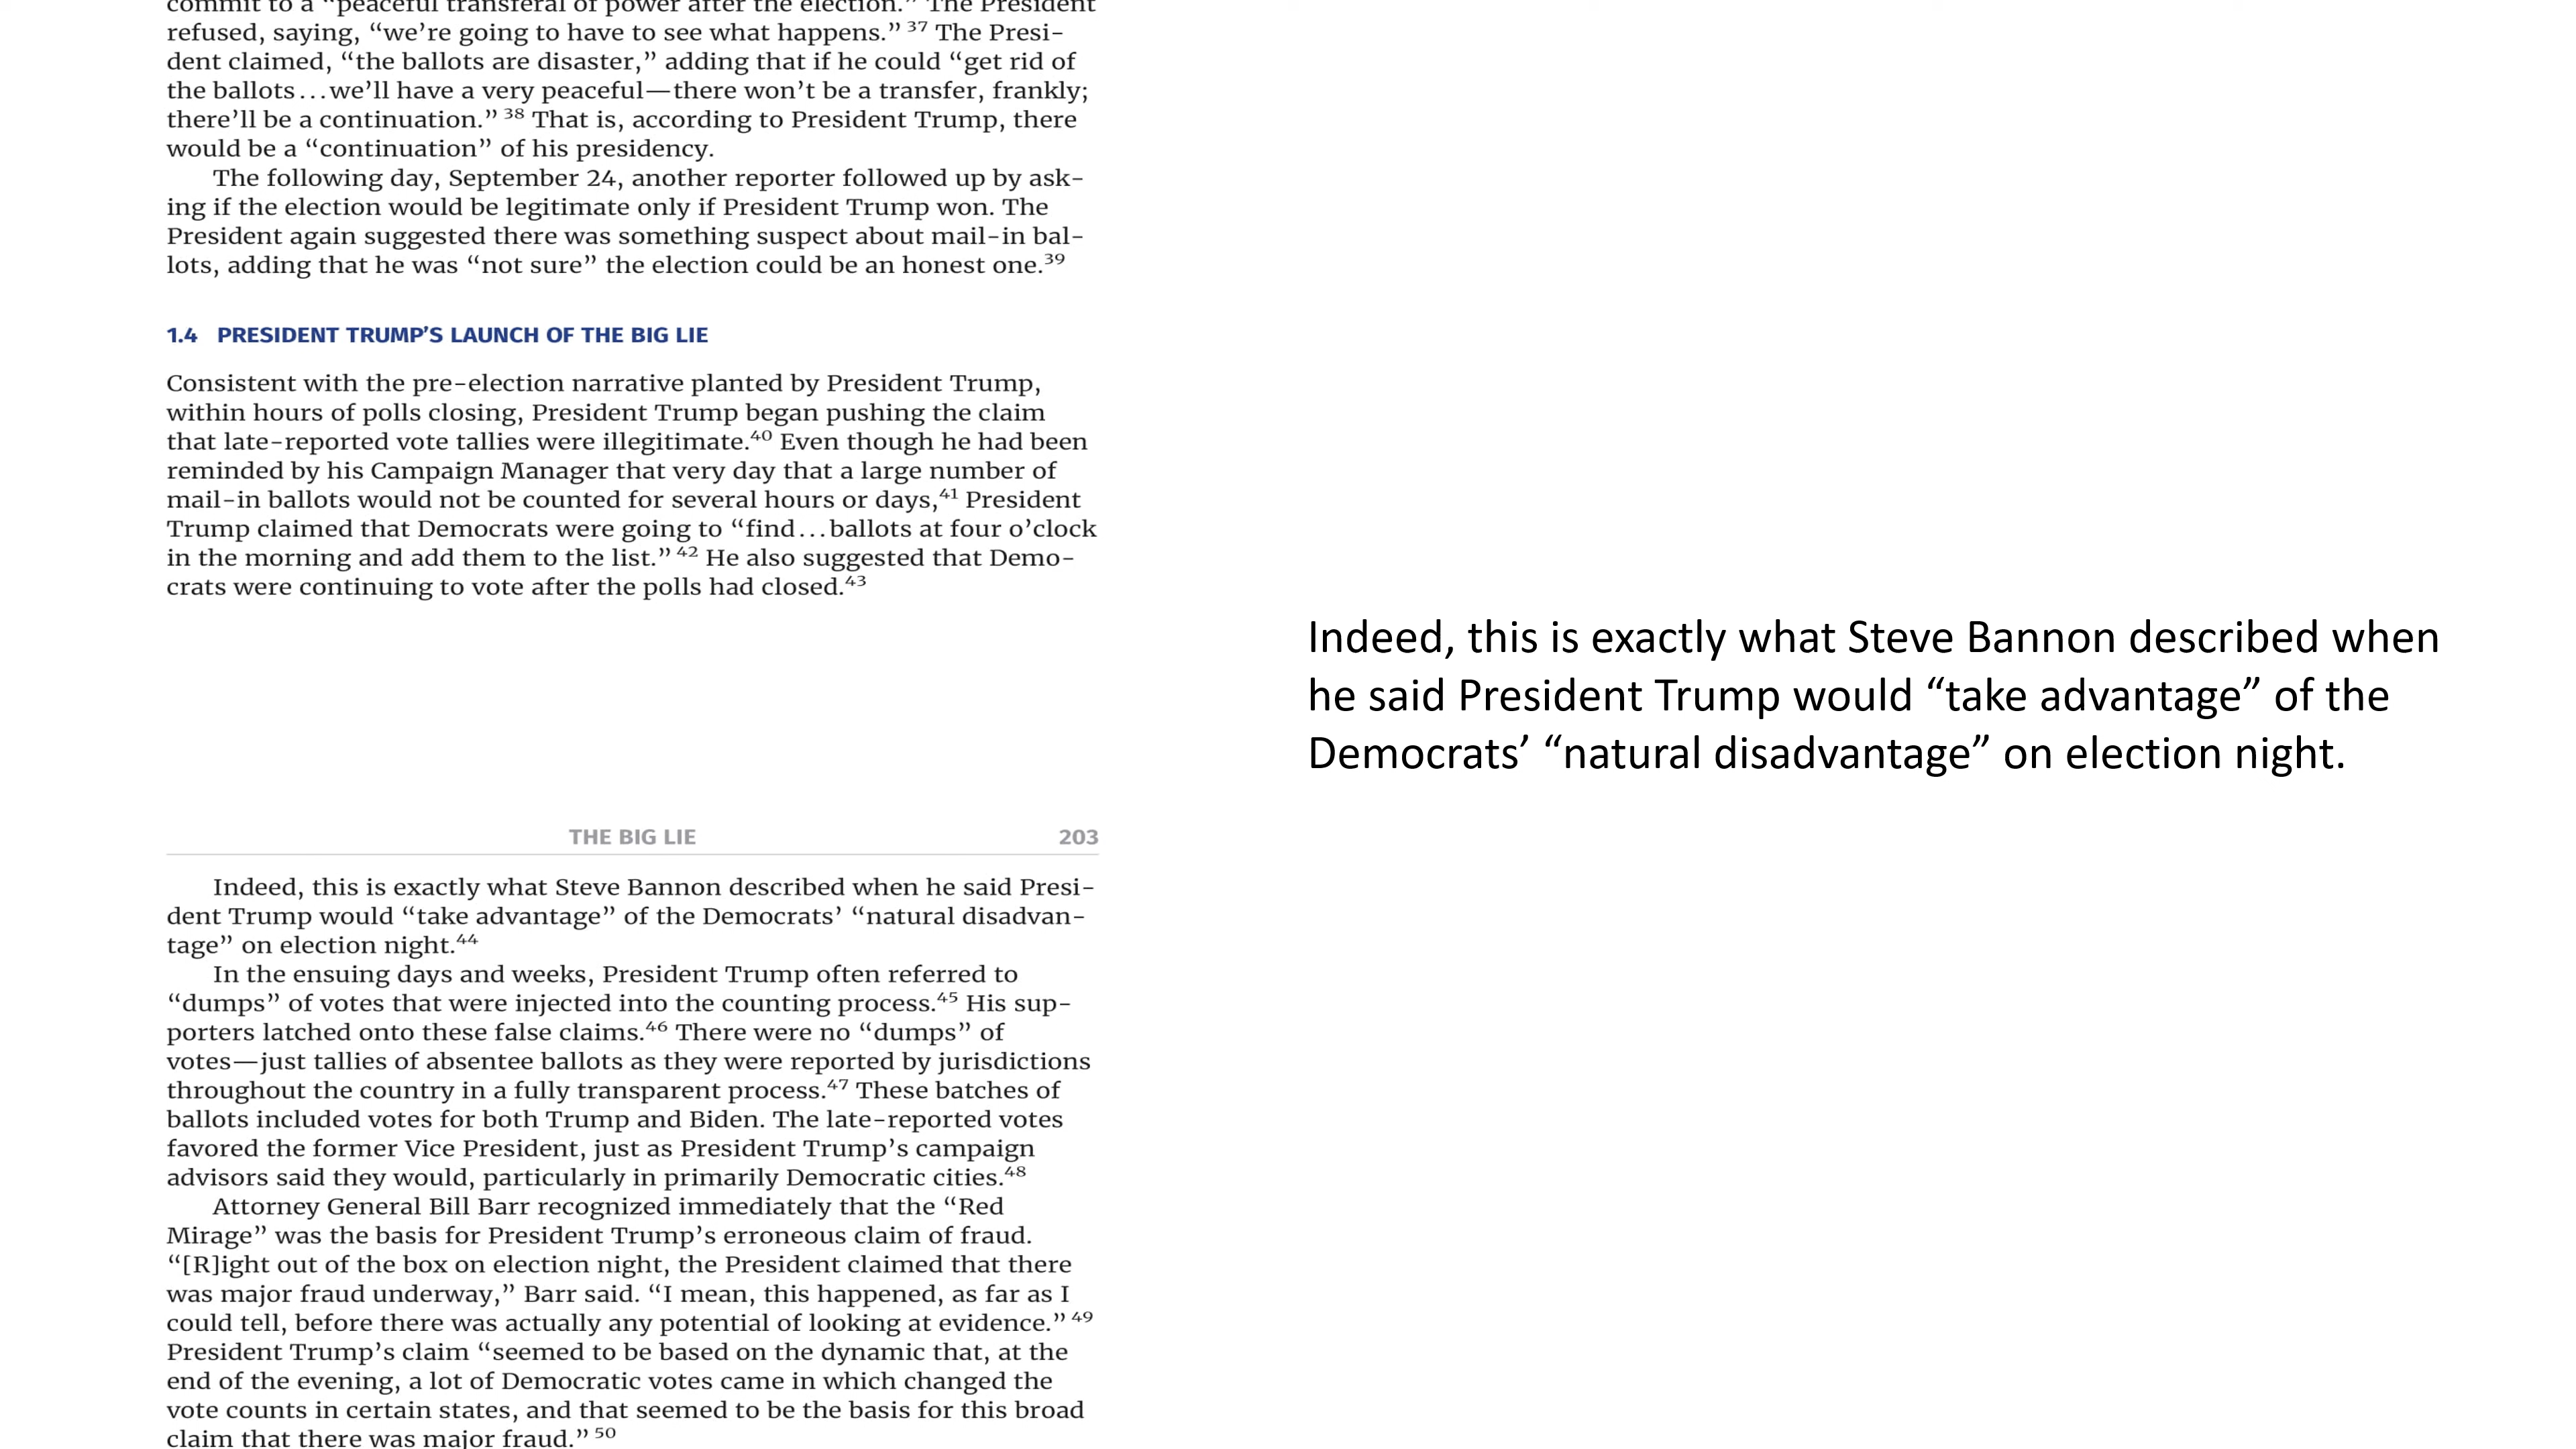 commit to a “peaceful transferal of power after the election.” The President
refused, saying, “we’re going to have to see what happens.” 37 The Presi-
dent claimed, “the ballots are disaster,” adding that if he could “get rid of
the ballots…we’ll have a very peaceful—there won’t be a transfer, frankly;
there’ll be a continuation.” 38 That is, according to President Trump, there
would be a “continuation” of his presidency.
The following day, September 24, another reporter followed up by ask-
ing if the election would be legitimate only if President Trump won. The
President again suggested there was something suspect about mail-in bal-
lots, adding that he was “not sure” the election could be an honest one.39
1.4 PRESIDENT TRUMP’S LAUNCH OF THE BIG LIE
Consistent with the pre-election narrative planted by President Trump,
within hours of polls closing, President Trump began pushing the claim
that late-reported vote tallies were illegitimate.40 Even though he had been
reminded by his Campaign Manager that very day that a large number of
mail-in ballots would not be counted for several hours or days,41 President
Trump claimed that Democrats were going to “find…ballots at four o’clock
in the morning and add them to the list.” 42 He also suggested that Demo-
crats were continuing to vote after the polls had closed.43
THE BIG LIE 203
Indeed, this is exactly what Steve Bannon described when he said Presi-
dent Trump would “take advantage” of the Democrats’ “natural disadvan-
tage” on election night.44
In the ensuing days and weeks, President Trump often referred to
“dumps” of votes that were injected into the counting process.45 His sup-
porters latched onto these false claims.46 There were no “dumps” of
votes—just tallies of absentee ballots as they were reported by jurisdictions
throughout the country in a fully transparent process.47 These batches of
ballots included votes for both Trump and Biden. The late-reported votes
favored the former Vice President, just as President Trump’s campaign
advisors said they would, particularly in primarily Democratic cities.48
Attorney General Bill Barr recognized immediately that the “Red
Mirage” was the basis for President Trump’s erroneous claim of fraud.
“[R]ight out of the box on election night, the President claimed that there
was major fraud underway,” Barr said. “I mean, this happened, as far as I
could tell, before there was actually any potential of looking at evidence.” 49
President Trump’s claim “seemed to be based on the dynamic that, at the
end of the evening, a lot of Democratic votes came in which changed the
vote counts in certain states, and that seemed to be the basis for this broad
claim that there was major fraud.” 50
Indeed, this is exactly what Steve Bannon described when
he said President Trump would “take advantage” of the
Democrats’ “natural disadvantage” on election night.